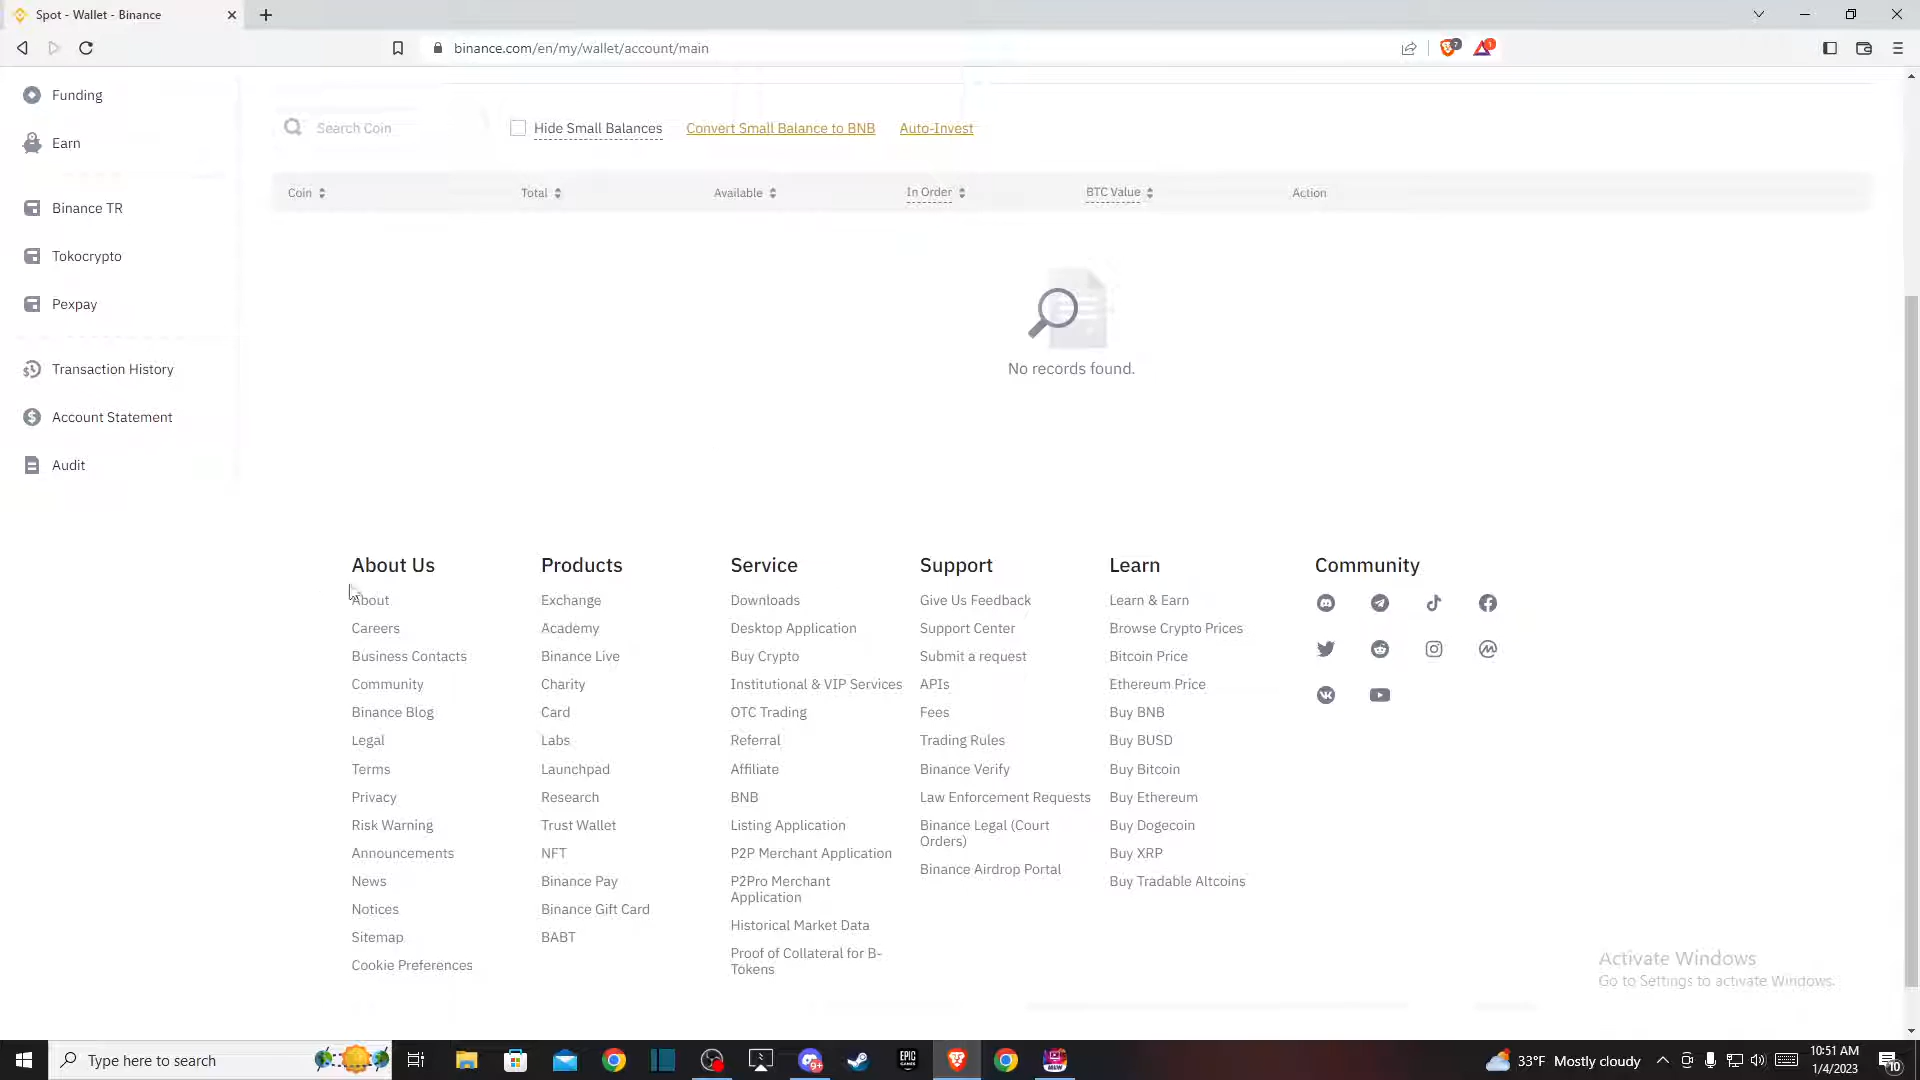 Spot - Wallet - Binance
binance.com/en/my/wallet/account/main
7
1
Funding
Earn
Binance TR
Tokocrypto
Pexpay
Transaction History
Account Statement
Audit
Search Coin
Hide Small Balances
Convert Small Balance to BNB
Auto-Invest
Coin
Total
Available
In Order
BTC Value
Action
No records found.
About Us
About
Careers
Business Contacts
Community
Binance Blog
Legal
Terms
Privacy
Risk Warning
Announcements
News
Notices
Sitemap
Cookie Preferences
Products
Exchange
Academy
Binance Live
Charity
Card
Labs
Launchpad
Research
Trust Wallet
NFT
Binance Pay
Binance Gift Card
BABT
Service
Downloads
Desktop Application
Buy Crypto
Institutional & VIP Services
OTC Trading
Referral
Affiliate
BNB
Listing Application
P2P Merchant Application
P2Pro Merchant
Application
Historical Market Data
Proof of Collateral for B-
Tokens
Support
Give Us Feedback
Support Center
Submit a request
APIs
Fees
Trading Rules
Binance Verify
Law Enforcement Requests
Binance Legal (Court
Orders)
Binance Airdrop Portal
Learn
Learn & Earn
Browse Crypto Prices
Bitcoin Price
Ethereum Price
Buy BNB
Buy BUSD
Buy Bitcoin
Buy Ethereum
Buy Dogecoin
Buy XRP
Buy Tradable Altcoins
Community
Activate Windows
Go to Settings to activate Windows.
Type here to search
9+
EPIC
GAMES
33°F Mostly cloudy
10:51 AM
1/4/2023
10